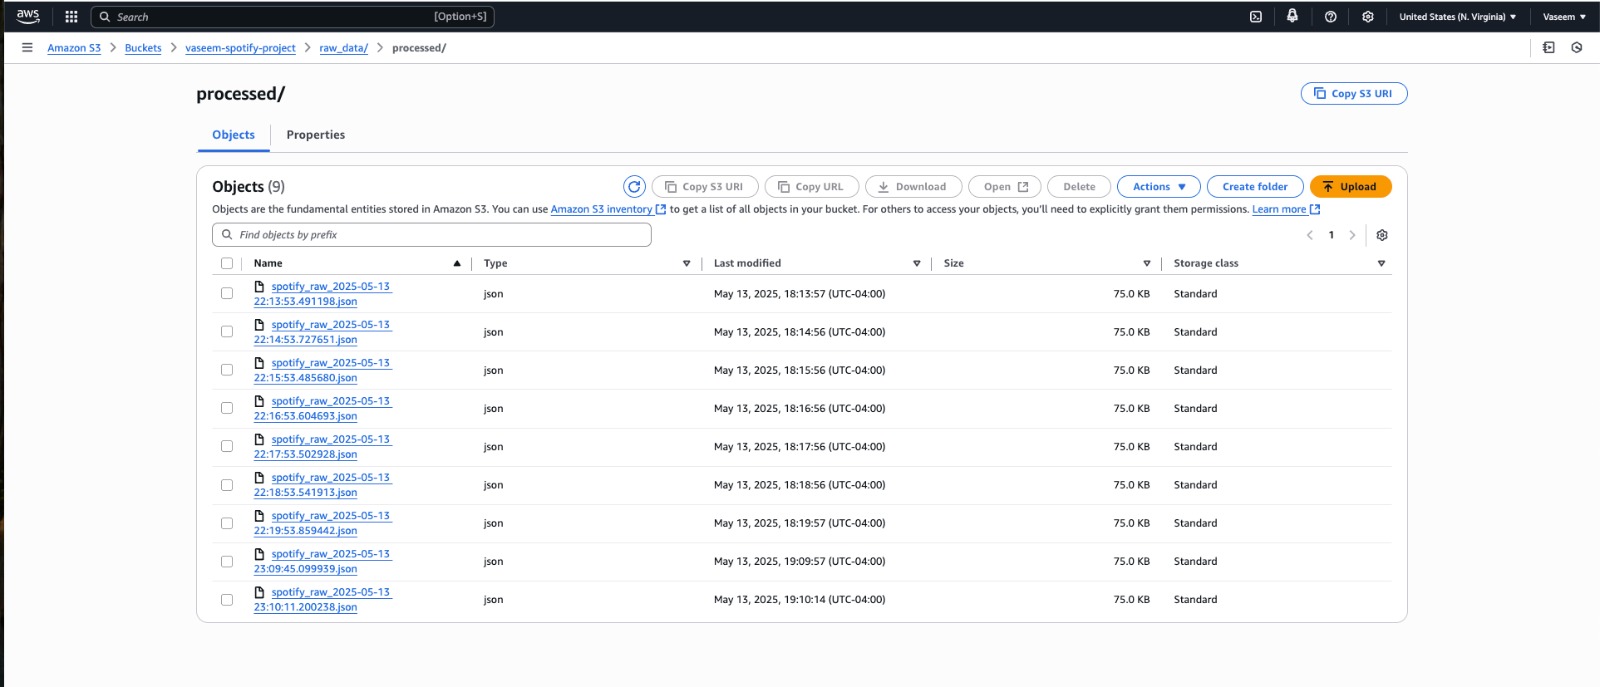 aws
Search [Option+S] United States (N. Virginia) Vaseem
Amazon S3 Buckets vaseem-spotify-project raw_data/ processed/
processed/
Copy S3 URI
Objects Properties
Objects (9)
Copy S3 URI Copy URL Download Open Delete Actions Create folder Upload
Objects are the fundamental entities stored in Amazon S3. You can use Amazon S3 inventory to get a list of all objects in your bucket. For others to access your objects, you'll need to explicitly grant them permissions. Learn more
Find objects by prefix
1
Name Type Last modified Size Storage class
spotify_raw_2025-05-13
22:13:53.491198.json
json May 13, 2025, 18:13:57 (UTC-04:00) 75.0 KB Standard
spotify_raw_2025-05-13
22:14:53.727651.json
json May 13, 2025, 18:14:56 (UTC-04:00) 75.0 KB Standard
spotify_raw_2025-05-13
22:15:53.485680.json
json May 13, 2025, 18:15:56 (UTC-04:00) 75.0 KB Standard
spotify_raw_2025-05-13
22:16:53.604693.json
json May 13, 2025, 18:16:56 (UTC-04:00) 75.0 KB Standard
spotify_raw_2025-05-13
22:17:53.502928.json
json May 13, 2025, 18:17:56 (UTC-04:00) 75.0 KB Standard
spotify_raw_2025-05-13
22:18:53.541913.json
json May 13, 2025, 18:18:56 (UTC-04:00) 75.0 KB Standard
spotify_raw_2025-05-13
22:19:53.859442.json
json May 13, 2025, 18:19:57 (UTC-04:00) 75.0 KB Standard
spotify_raw_2025-05-13
23:09:45.099939.json
json May 13, 2025, 19:09:57 (UTC-04:00) 75.0 KB Standard
spotify_raw_2025-05-13
23:10:11.200238.json
json May 13, 2025, 19:10:14 (UTC-04:00) 75.0 KB Standard